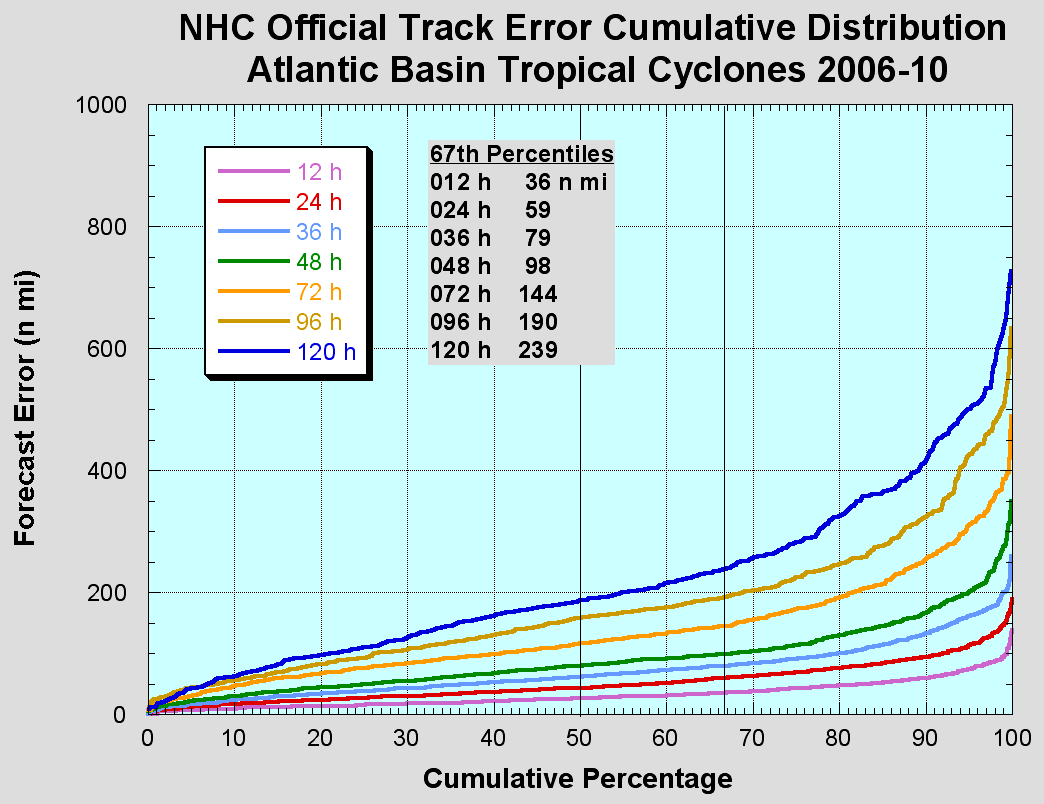 NHC Official Track Error Cumulative Distribution
Atlantic Basin Tropical Cyclones 2006-10
Forecast Error (n mi)
1000
800
600
400
200
0
12 h
24 h
36 h
48 h
72 h
96 h
120 h
67th Percentiles
012 h 36 n mi
024 h 59
036 h 79
048 h 98
072 h 144
096 h 190
120 h 239
0 10 20 30 40 50 60 70 80 90 100
Cumulative Percentage